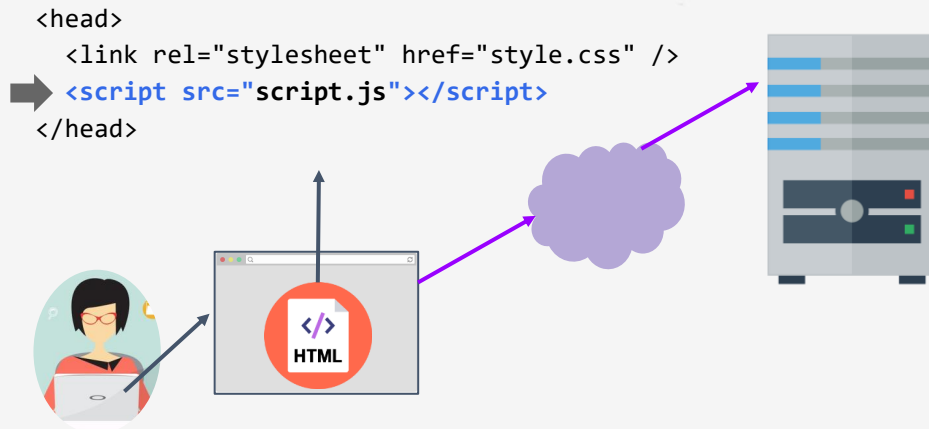 <head>
<link rel="stylesheet" href="style.css" />
<script src="script.js"></script>
</head>
</>
HTML